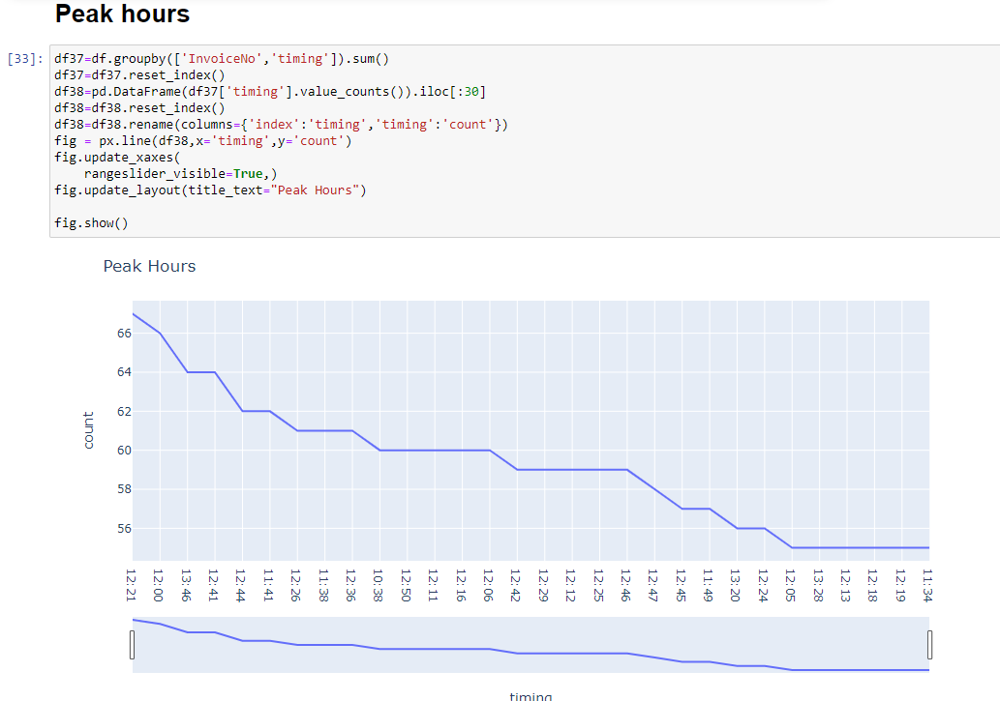 Peak hours
[33]: df37=df.groupby(['InvoiceNo','timing']).sum()
df37=df37.reset_index()
df38=pd.DataFrame(df37['timing'].value_counts()).iloc[:30]
df38=df38.reset_index()
df38=df38.rename(columns={'index':'timing','timing':'count'})
fig = px.line(df38,x='timing',y='count')
fig.update_xaxes(
    rangeslider_visible=True,)
fig.update_layout(title_text="Peak Hours")
fig.show()
Peak Hours
66
64
62
60
58
56
count
12:21
12:00
13:46
12:41
12:44
11:41
12:26
11:38
12:36
10:38
12:50
12:11
12:16
12:06
12:42
12:29
12:12
12:25
12:46
12:47
12:45
11:49
13:20
12:24
12:05
13:28
12:13
12:18
12:19
11:34
timing